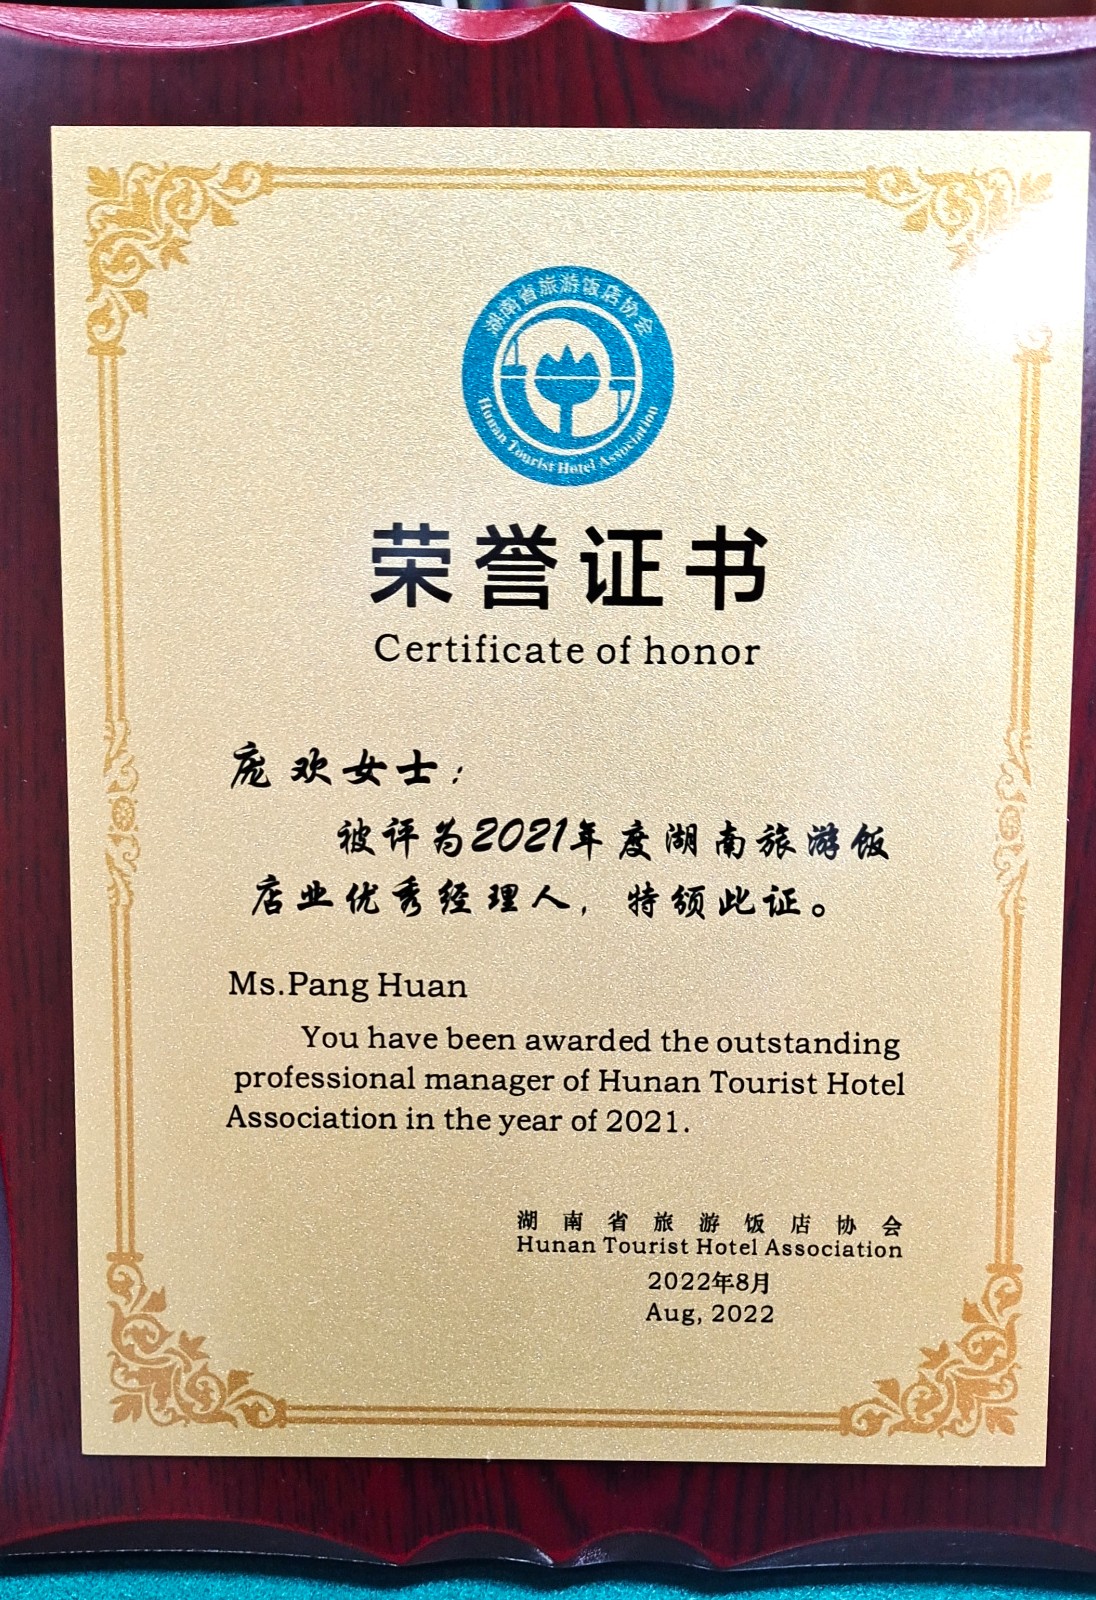 湖南省旅游饭店协会
Hunan Tourist Hotel Association
荣誉证书
Certificate of honor
庞欢女士：
被评为2021年度湖南旅游饭
店业优秀经理人，特颁此证。
Ms.Pang Huan
You have been awarded the outstanding
professional manager of Hunan Tourist Hotel
Association in the year of 2021.
湖南省旅游饭店协会
Hunan Tourist Hotel Association
2022年8月
Aug, 2022